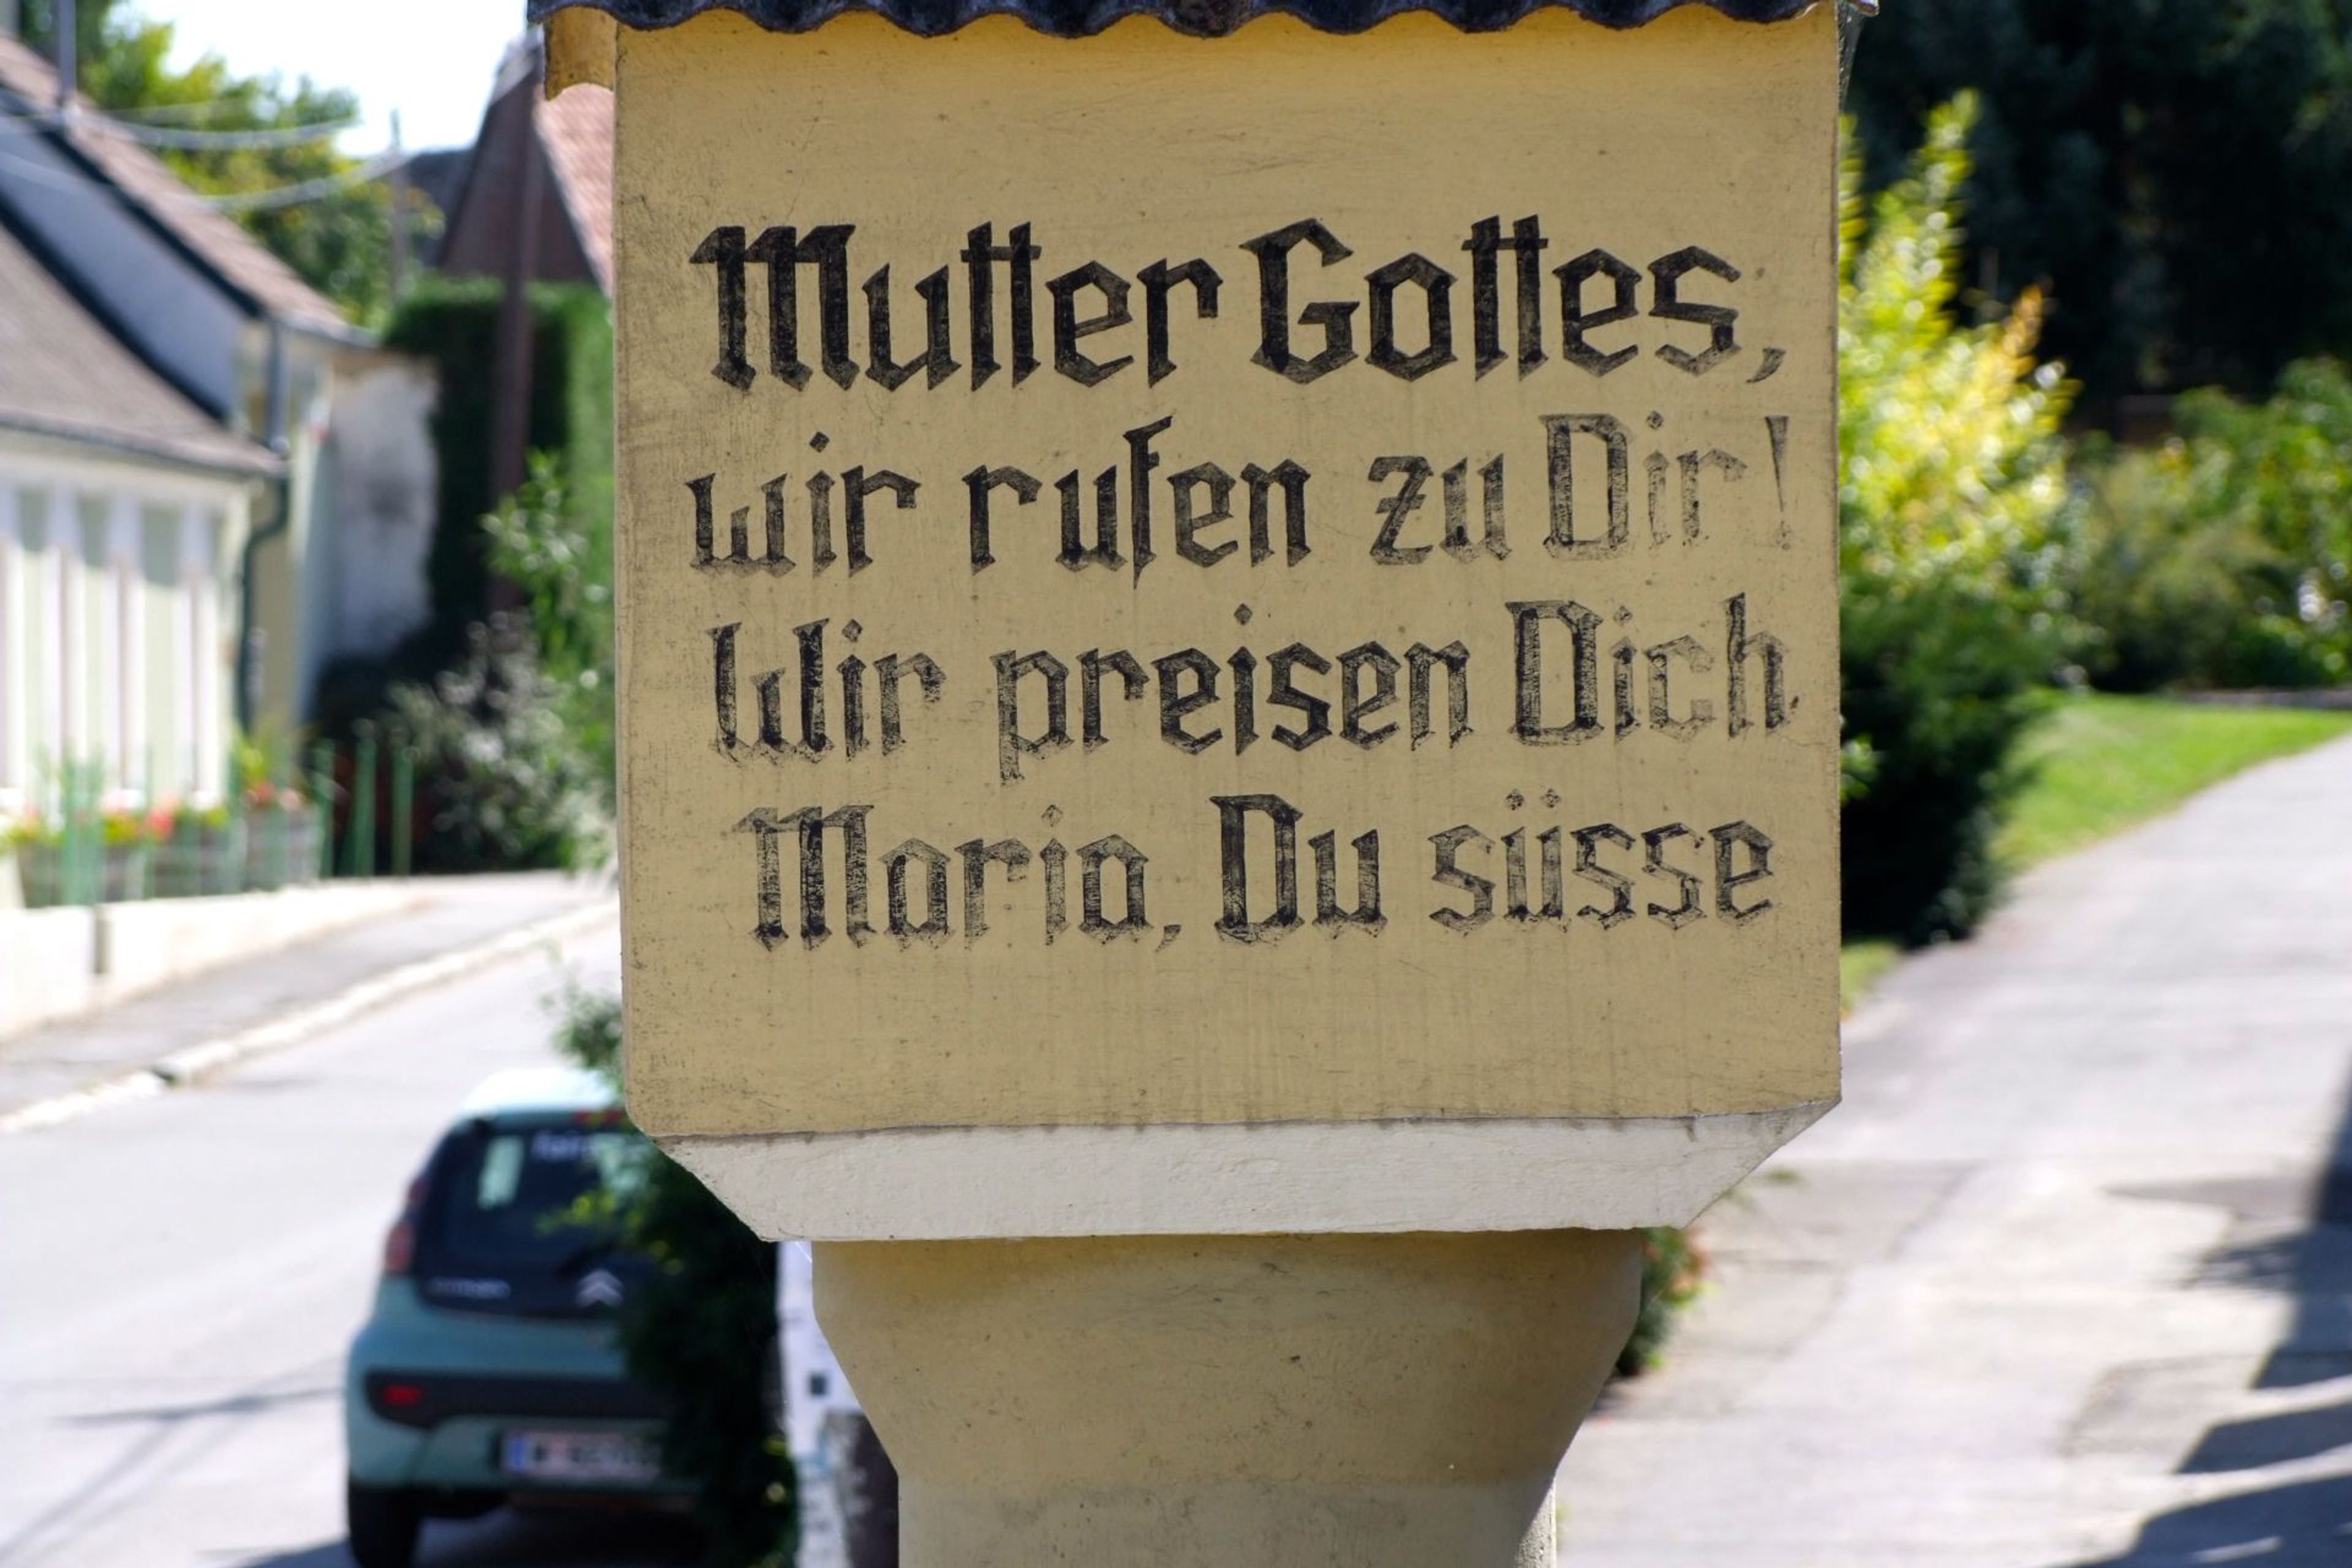 Mutter Gottes,
wir rufen zu Dir!
Wir preisen Dich
Maria, Du süsse